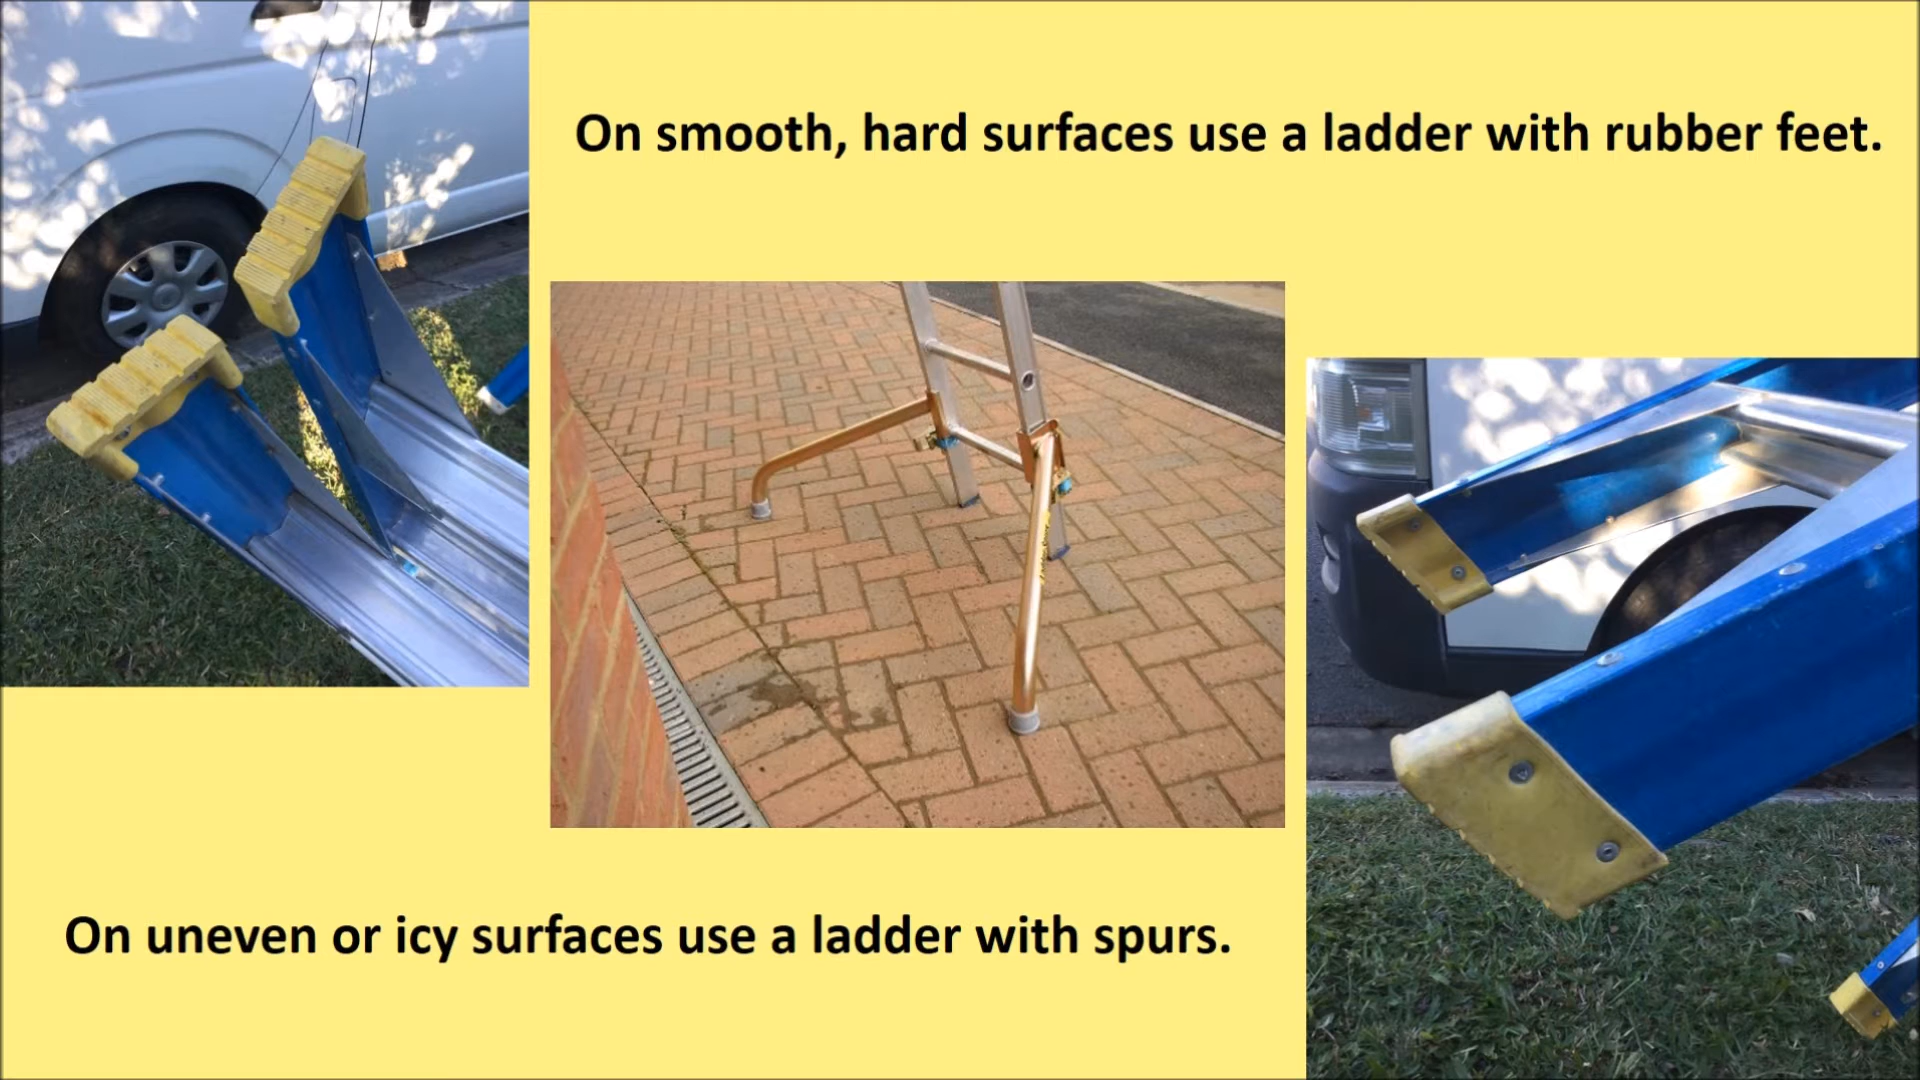 On smooth, hard surfaces use a ladder with rubber feet.
On uneven or icy surfaces use a ladder with spurs.